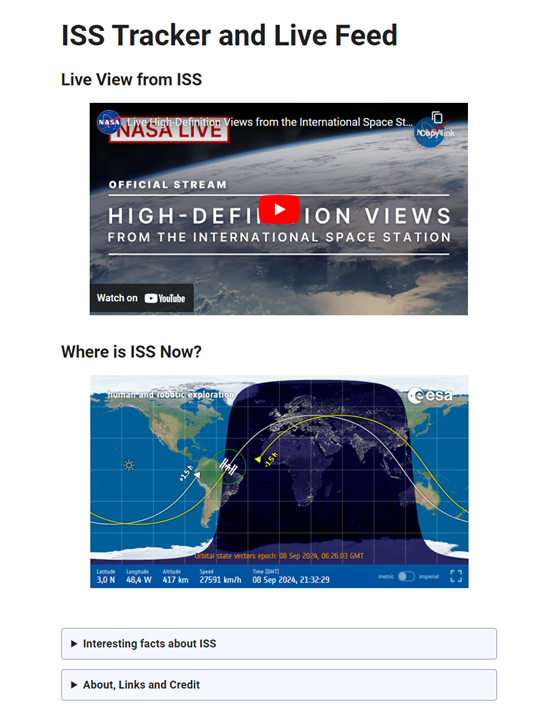 ISS Tracker and Live Feed
Live View from ISS
NASA
Live High-Definition Views from the International Space St...
NASA LIVE
Copy link
OFFICIAL STREAM
HIGH-DEFINITION VIEWS
FROM THE INTERNATIONAL SPACE STATION
Watch on YouTube
Where is ISS Now?
human and robotic exploration
esa
+1.5 h
-1.5 h
Orbital state vectors epoch: 08 Sep 2024, 06:26:03 GMT
Latitude Longitude Altitude Speed Time (GMT)
3,0 N 48,4 W 417 km 27591 km/h 08 Sep 2024, 21:32:29
metric imperial
Interesting facts about ISS
About, Links and Credit